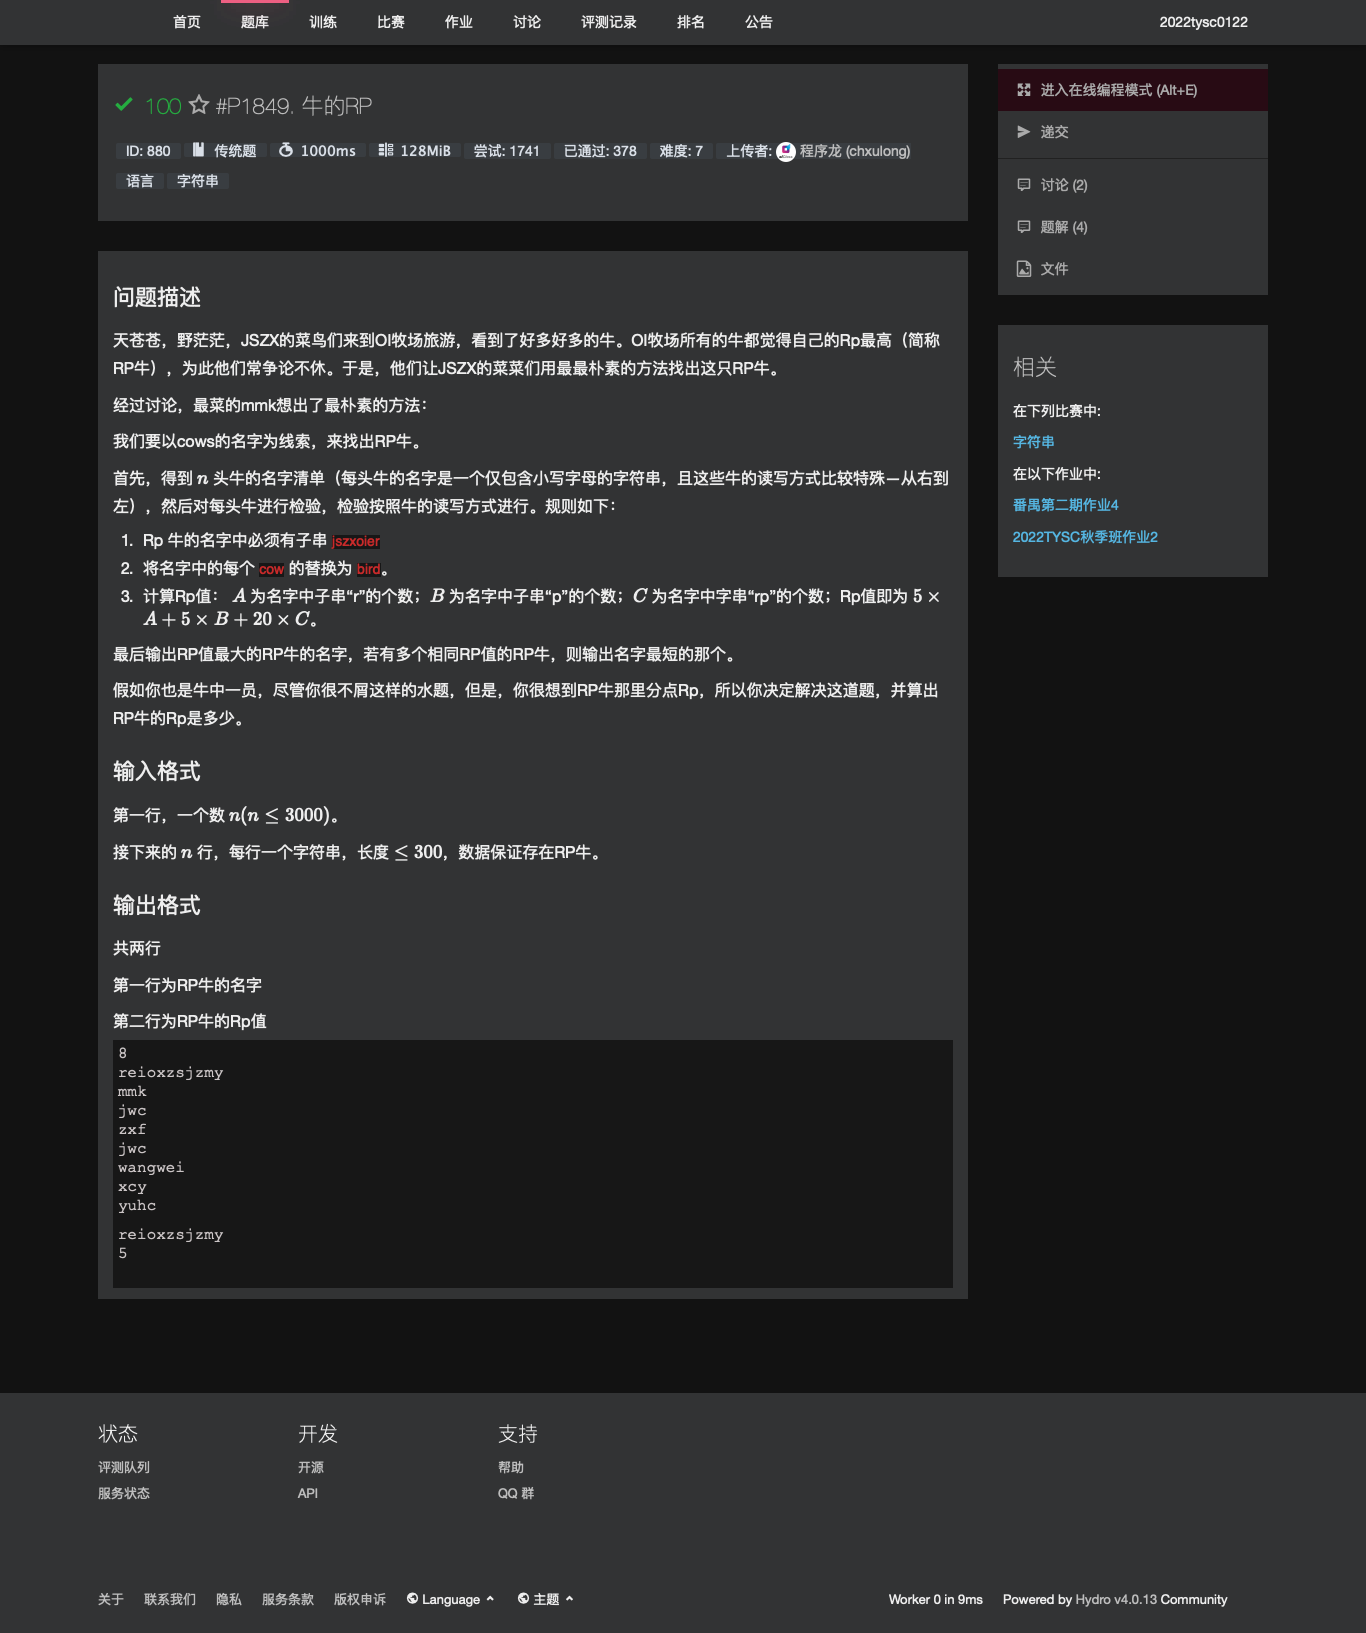 首页 题库 训练 比赛 作业 讨论 评测记录 排名 公告 2022tysc0122
100 #P1849. 牛的RP
ID: 880 传统题 1000ms 128MiB 尝试: 1741 已通过: 378 难度: 7 上传者: 程序龙 (chxulong)
语言 字符串
问题描述
天苍苍，野茫茫，JSZX的菜鸟们来到OI牧场旅游，看到了好多好多的牛。OI牧场所有的牛都觉得自己的Rp最高（简称
RP牛），为此他们常争论不休。于是，他们让JSZX的菜菜们用最最朴素的方法找出这只RP牛。
经过讨论，最菜的mmk想出了最朴素的方法：
我们要以cows的名字为线索，来找出RP牛。
首先，得到 n 头牛的名字清单（每头牛的名字是一个仅包含小写字母的字符串，且这些牛的读写方式比较特殊—从右到
左），然后对每头牛进行检验，检验按照牛的读写方式进行。规则如下：
1. Rp 牛的名字中必须有子串 jszxoier
2. 将名字中的每个 cow 的替换为 bird。
3. 计算Rp值： A 为名字中子串“r”的个数；B 为名字中子串“p”的个数；C 为名字中字串“rp”的个数；Rp值即为 5 ×
A + 5 × B + 20 × C。
最后输出RP值最大的RP牛的名字，若有多个相同RP值的RP牛，则输出名字最短的那个。
假如你也是牛中一员，尽管你很不屑这样的水题，但是，你很想到RP牛那里分点Rp，所以你决定解决这道题，并算出
RP牛的Rp是多少。
输入格式
第一行，一个数 n(n ≤ 3000)。
接下来的 n 行，每行一个字符串，长度 ≤ 300，数据保证存在RP牛。
输出格式
共两行
第一行为RP牛的名字
第二行为RP牛的Rp值
8
reioxzsjzmy
mmk
jwc
zxf
jwc
wangwei
xcy
yuhc
reioxzsjzmy
5
进入在线编程模式 (Alt+E)
递交
讨论 (2)
题解 (4)
文件
相关
在下列比赛中:
字符串
在以下作业中:
番禺第二期作业4
2022TYSC秋季班作业2
状态 开发 支持
评测队列 开源 帮助
服务状态 API QQ 群
关于 联系我们 隐私 服务条款 版权申诉 Language 主题 Worker 0 in 9ms Powered by Hydro v4.0.13 Community